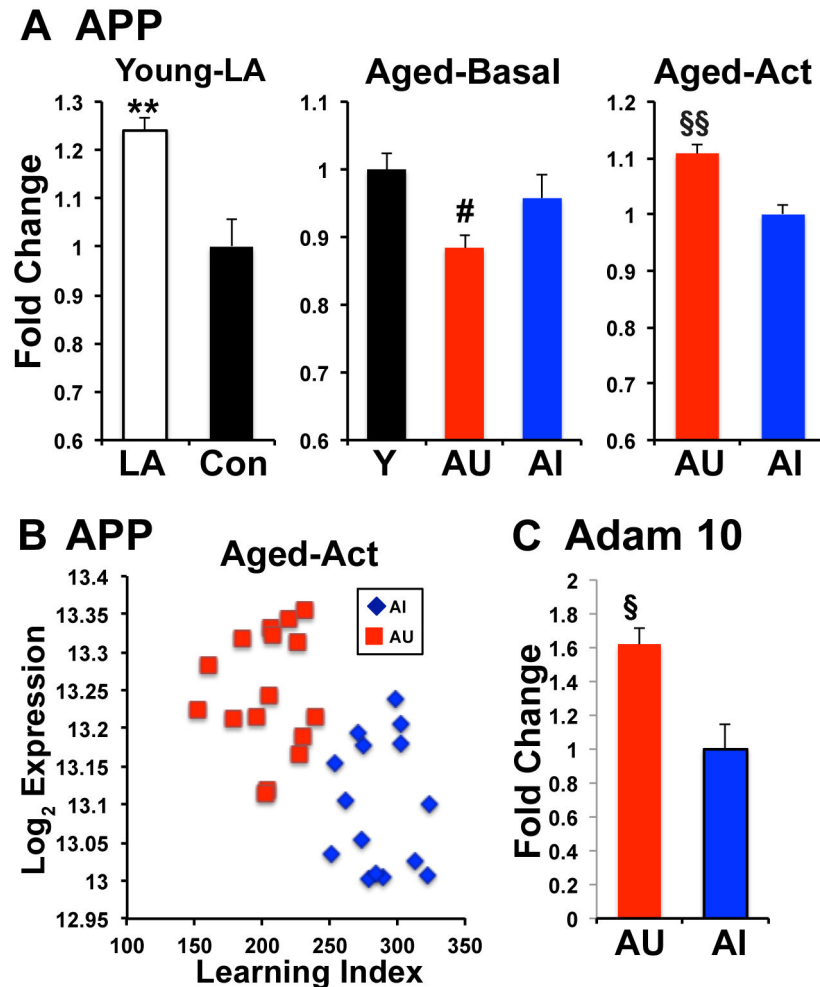 A APP
Young-LA
Fold Change
1.3
1.2
1.1
1
0.9
0.8
0.7
0.6
**
LA Con
Aged-Basal
1.1
1
0.9
0.8
0.7
0.6
#
Y AU AI
Aged-Act
1.2
1.1
1
0.9
0.8
0.7
0.6
§§
AU AI
B APP
Aged-Act
Log2 Expression
13.4
13.35
13.3
13.25
13.2
13.15
13.1
13.05
13
12.95
AI
AU
100 150 200 250 300 350
Learning Index
C Adam 10
Fold Change
2
1.8
1.6
1.4
1.2
1
0.8
0.6
0.4
0.2
0
§
AU AI